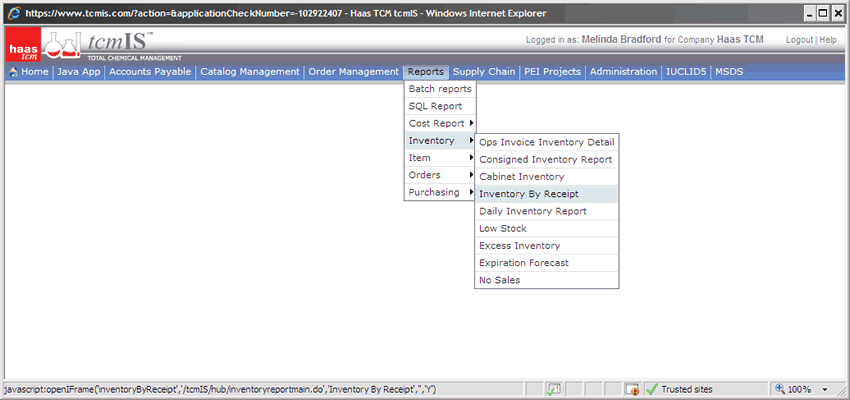 https://www.tcmis.com/?action=&applicationCheckNumber=-102922407 - Haas TCM tcmIS - Windows Internet Explorer
haas
tcm
tcmIS™
TOTAL CHEMICAL MANAGEMENT
Logged in as: Melinda Bradford for Company Haas TCM
Logout | Help
Home | Java App | Accounts Payable | Catalog Management | Order Management | Reports | Supply Chain | PEI Projects | Administration | IUCLID5 | MSDS
Batch reports
SQL Report
Cost Report
Inventory
Item
Orders
Purchasing
Ops Invoice Inventory Detail
Consigned Inventory Report
Cabinet Inventory
Inventory By Receipt
Daily Inventory Report
Low Stock
Excess Inventory
Expiration Forecast
No Sales
javascript:openIFrame('inventoryByReceipt','/tcmIS/hub/inventoryreportmain.do','Inventory By Receipt','','Y')
Trusted sites
100%